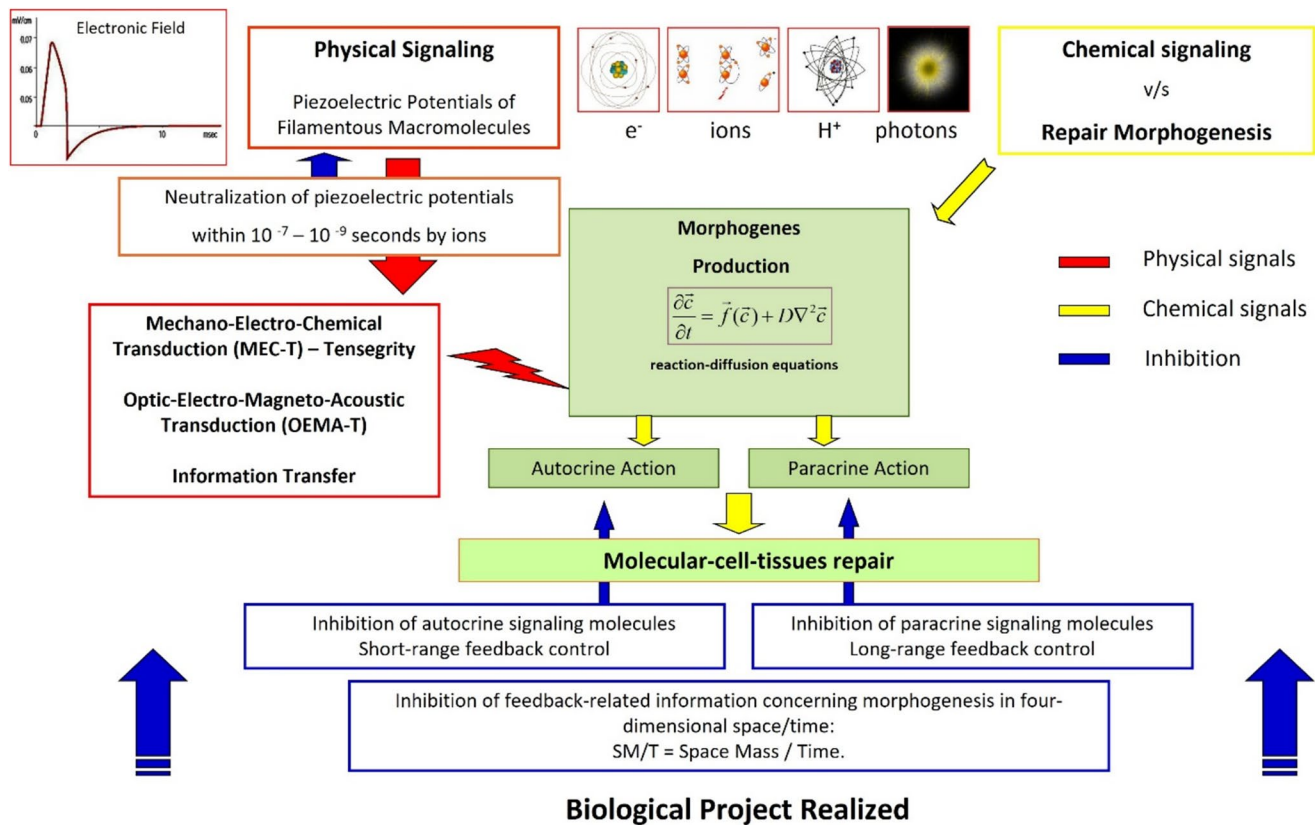 mV/cm
Electronic Field
0.07
0.06
0.05
0
10
msec
Physical Signaling
Piezoelectric Potentials of
Filamentous Macromolecules
e⁻
ions
H⁺
photons
Chemical signaling
v/s
Repair Morphogenesis
Neutralization of piezoelectric potentials
within 10 ⁻⁷ – 10 ⁻⁹ seconds by ions
Morphogenes
Production
∂c⃗/∂t = f⃗(c⃗) + D∇²c⃗
reaction-diffusion equations
Physical signals
Chemical signals
Inhibition
Mechano-Electro-Chemical
Transduction (MEC-T) – Tensegrity
Optic-Electro-Magneto-Acoustic
Transduction (OEMA-T)
Information Transfer
Autocrine Action
Paracrine Action
Molecular-cell-tissues repair
Inhibition of autocrine signaling molecules
Short-range feedback control
Inhibition of paracrine signaling molecules
Long-range feedback control
Inhibition of feedback-related information concerning morphogenesis in four-
dimensional space/time:
SM/T = Space Mass / Time.
Biological Project Realized